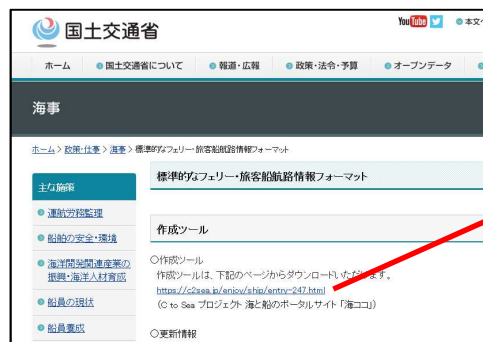 国土交通省
YouTube
本文へ
ホーム
国土交通省について
報道・広報
政策・法令・予算
オープンデータ
海事
ホーム > 政策・仕事 > 海事 > 標準的なフェリー・旅客船航路情報フォーマット
主な施策
運航労務監理
船舶の安全・環境
海洋開発関連産業の
振興・海洋人材育成
船員の現状
船員養成
標準的なフェリー・旅客船航路情報フォーマット
作成ツール
○作成ツール
作成ツールは、下記のページからダウンロードいただけます。
https://c2sea.jp/enjoy/ship/entry-247.html
(C to Sea プロジェクト 海と船のポータルサイト「海ココ」)
○更新情報